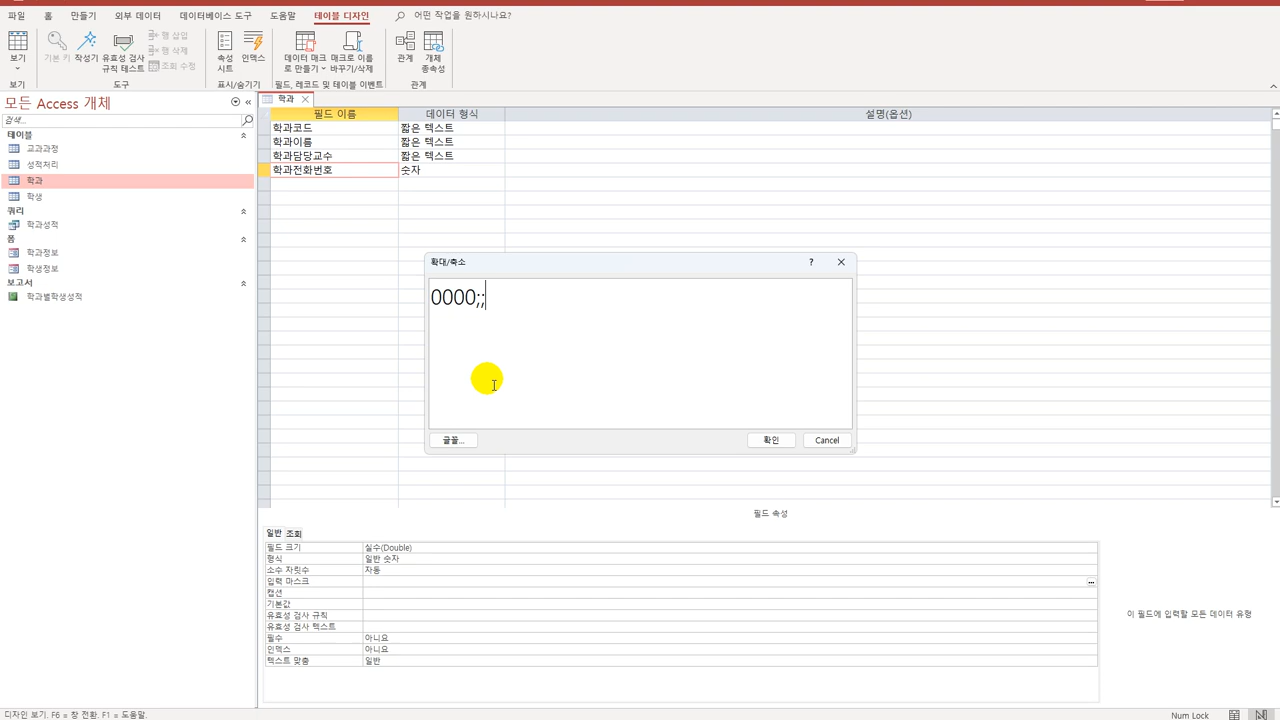 파일 홈 만들기 외부 데이터 데이터베이스 도구 도움말 테이블 디자인 어떤 작업을 원하시나요?
보기
기본 키
작성기
유효성 검사
규칙 테스트
행 삽입
행 삭제
조회 수정
속성
시트
인덱스
데이터 매크
로 만들기
매크로 이름
바꾸기/삭제
관계
개체
종속성
보기 도구 표시/숨기기 필드, 레코드 및 테이블 이벤트 관계
모든 Access 개체
검색...
테이블
교과과정
성적처리
학과
학생
쿼리
학과성적
폼
학과정보
학생정보
보고서
학과별학생성적
학과
필드 이름 데이터 형식 설명(옵션)
학과코드 짧은 텍스트
학과이름 짧은 텍스트
학과담당교수 짧은 텍스트
학과전화번호 숫자
확대/축소 ?
0000;;
글꼴... 확인 Cancel
필드 속성
일반 조회
필드 크기 실수(Double)
형식 일반 숫자
소수 자릿수 자동
입력 마스크 ...
캡션
기본값
유효성 검사 규칙
유효성 검사 텍스트
필수 아니요
인덱스 아니요
텍스트 맞춤 일반
이 필드에 입력할 모든 데이터 유형
디자인 보기. F6 = 창 전환. F1 = 도움말. Num Lock